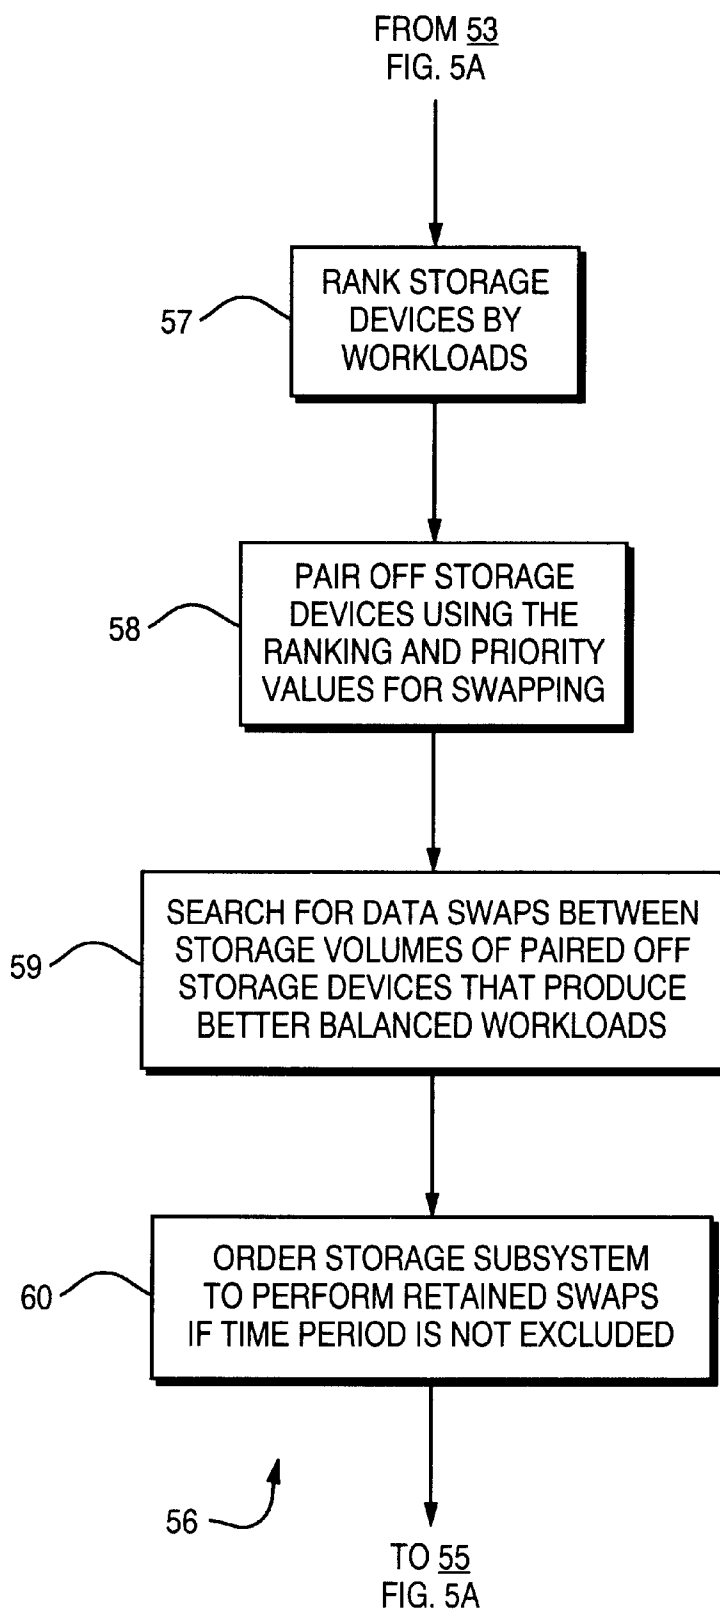 FROM 53
FIG. 5A
57
RANK STORAGE
DEVICES BY
WORKLOADS
58
PAIR OFF STORAGE
DEVICES USING THE
RANKING AND PRIORITY
VALUES FOR SWAPPING
59
SEARCH FOR DATA SWAPS BETWEEN
STORAGE VOLUMES OF PAIRED OFF
STORAGE DEVICES THAT PRODUCE
BETTER BALANCED WORKLOADS
60
ORDER STORAGE SUBSYSTEM
TO PERFORM RETAINED SWAPS
IF TIME PERIOD IS NOT EXCLUDED
56
TO 55
FIG. 5A